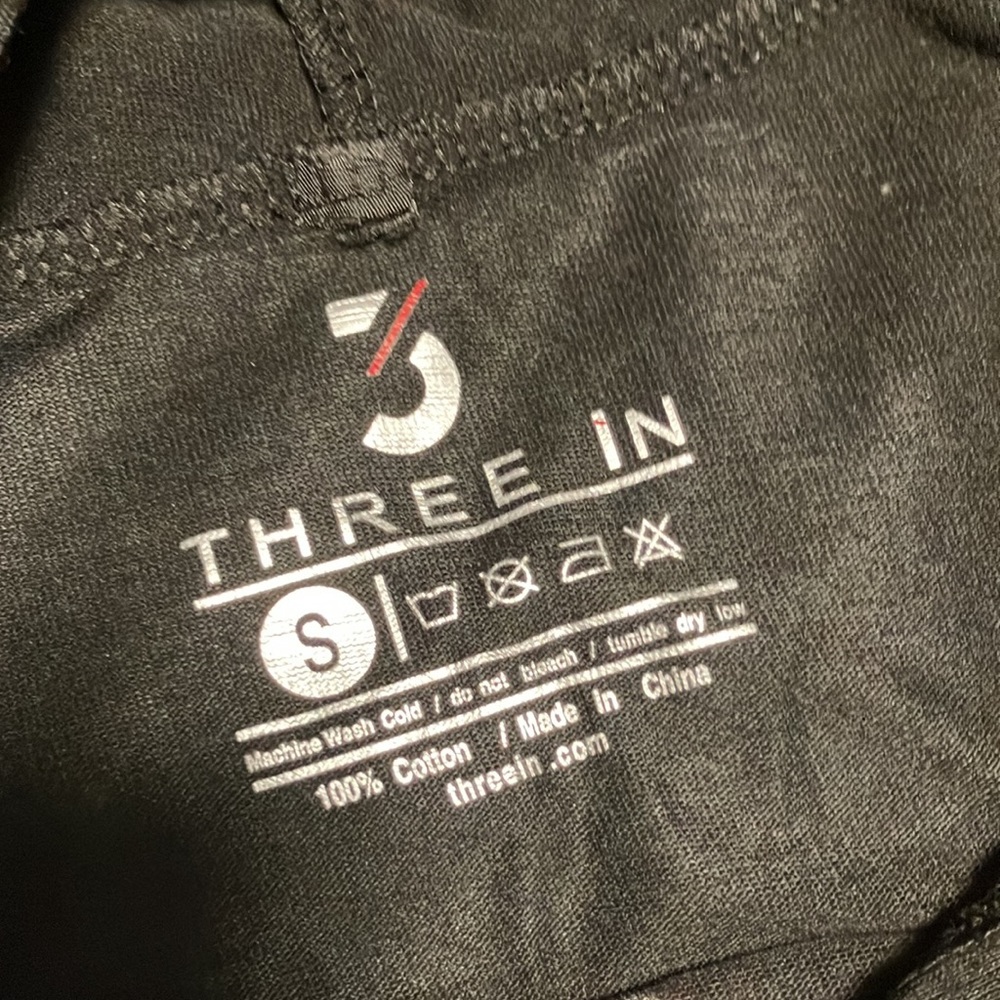 3
THREE IN
S
Machine Wash Cold / do not bleach / tumble dry low
100% Cotton / Made In China
threein .com